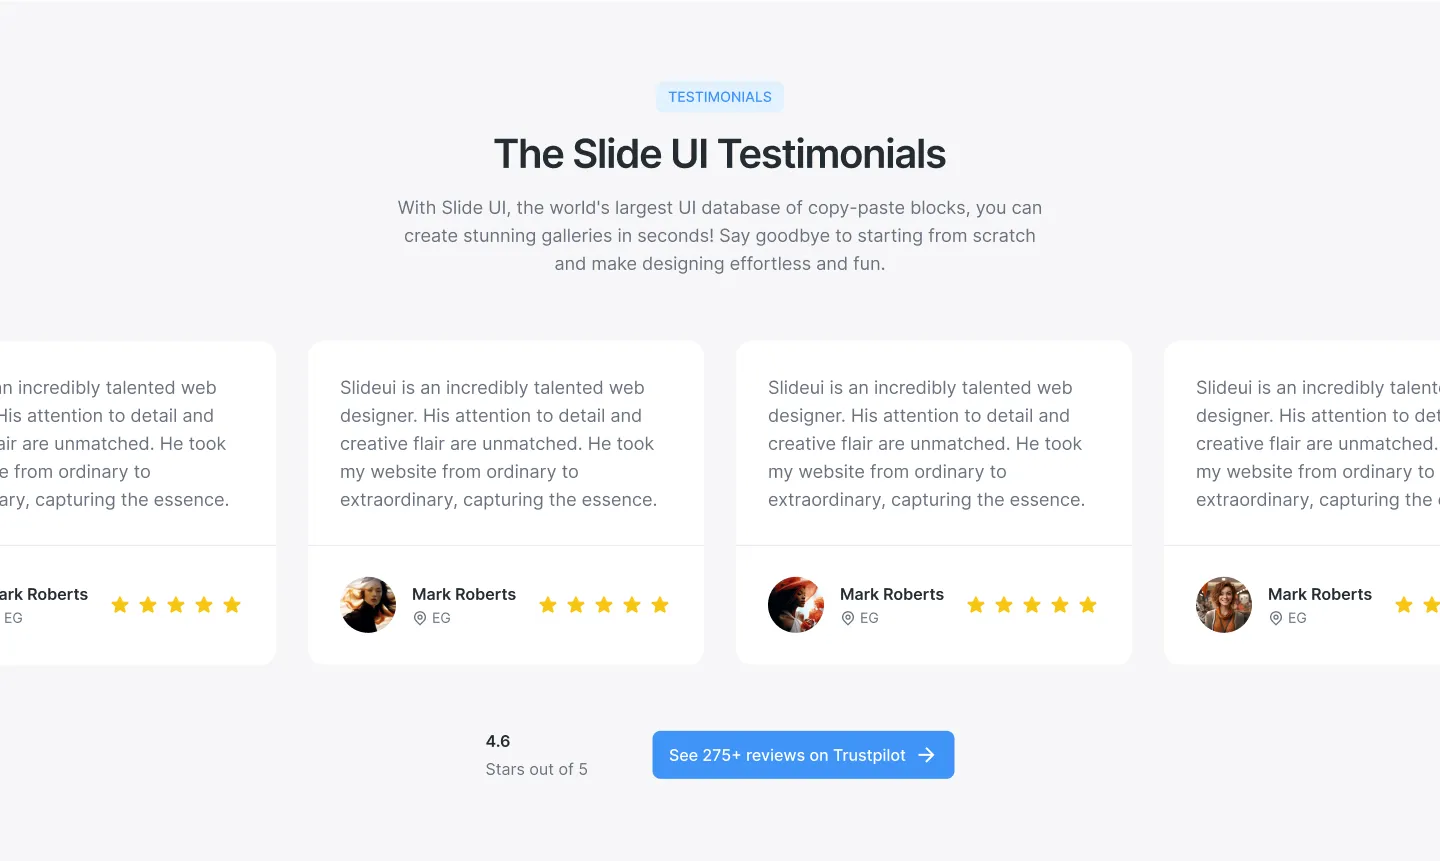 TESTIMONIALS
The Slide UI Testimonials
With Slide UI, the world's largest UI database of copy-paste blocks, you can
create stunning galleries in seconds! Say goodbye to starting from scratch
and make designing effortless and fun.
incredibly talented web
His attention to detail and
are unmatched. He took
from ordinary to
capturing the essence.
Roberts
EG
Slideui is an incredibly talented web
designer. His attention to detail and
creative flair are unmatched. He took
my website from ordinary to
extraordinary, capturing the essence.
Mark Roberts
EG
Slideui is an incredibly talented web
designer. His attention to detail and
creative flair are unmatched. He took
my website from ordinary to
extraordinary, capturing the essence.
Mark Roberts
EG
Slideui is an incredibly
designer. His attention to
creative flair are unmatched.
my website from ordinary to
extraordinary, capturing the
Mark Roberts
EG
4.6
Stars out of 5
See 275+ reviews on Trustpilot